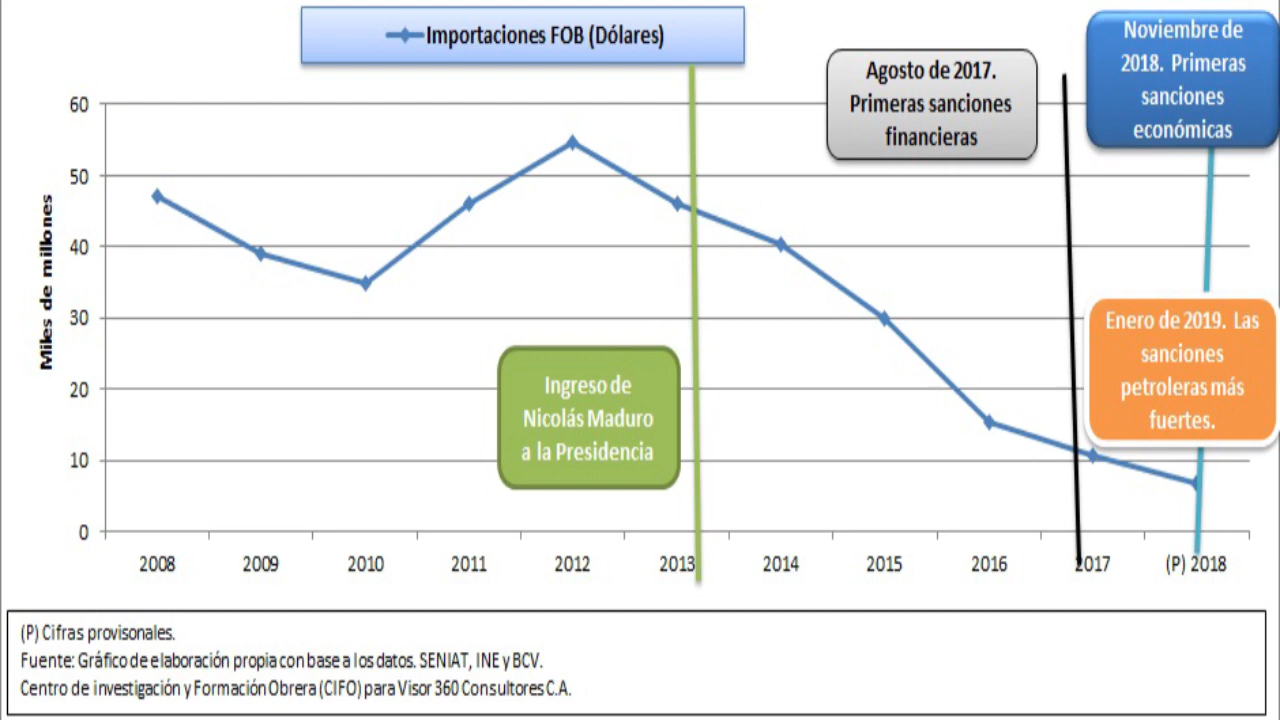 Importaciones FOB (Dólares)
Agosto de 2017.
Primeras sanciones
financieras
Noviembre de
2018. Primeras
sanciones
económicas
Miles de millones
60
50
40
30
20
10
0
Ingreso de
Nicolás Maduro
a la Presidencia
Enero de 2019. Las
sanciones
petroleras más
fuertes.
2008 2009 2010 2011 2012 2013 2014 2015 2016 2017 (P) 2018
(P) Cifras provisonales.
Fuente: Gráfico de elaboración propia con base a los datos. SENIAT, INE y BCV.
Centro de investigación y Formación Obrera (CIFO) para Visor 360 Consultores C.A.